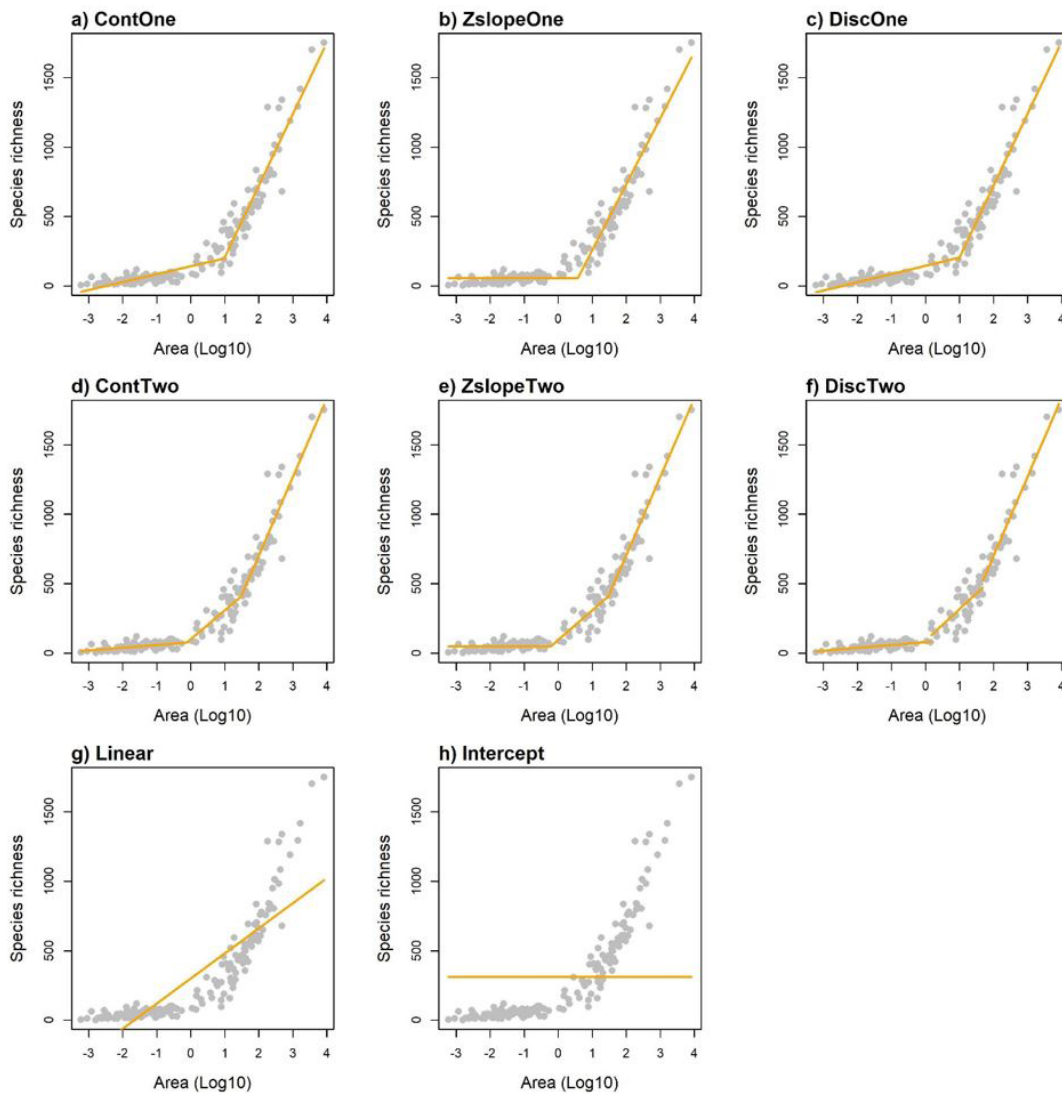 a) ContOne
b) ZslopeOne
c) DiscOne
Species richness
0 500 1000 1500
-3 -2 -1 0 1 2 3 4
Area (Log10)
Species richness
0 500 1000 1500
-3 -2 -1 0 1 2 3 4
Area (Log10)
Species richness
0 500 1000 1500
-3 -2 -1 0 1 2 3 4
Area (Log10)
d) ContTwo
e) ZslopeTwo
f) DiscTwo
Species richness
0 500 1000 1500
-3 -2 -1 0 1 2 3 4
Area (Log10)
Species richness
0 500 1000 1500
-3 -2 -1 0 1 2 3 4
Area (Log10)
Species richness
0 500 1000 1500
-3 -2 -1 0 1 2 3 4
Area (Log10)
g) Linear
h) Intercept
Species richness
0 500 1000 1500
-3 -2 -1 0 1 2 3 4
Area (Log10)
Species richness
0 500 1000 1500
-3 -2 -1 0 1 2 3 4
Area (Log10)